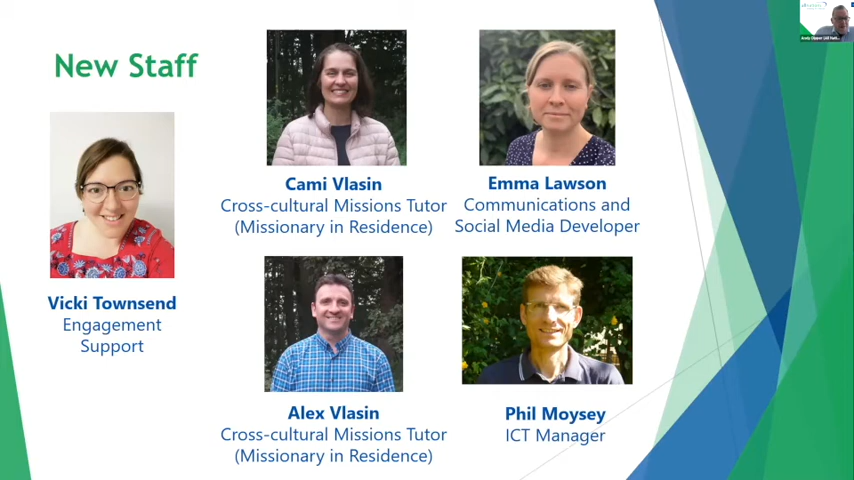 New Staff
Vicki Townsend
Engagement
Support
Cami Vlasin
Cross-cultural Missions Tutor
(Missionary in Residence)
Emma Lawson
Communications and
Social Media Developer
Alex Vlasin
Cross-cultural Missions Tutor
(Missionary in Residence)
Phil Moysey
ICT Manager